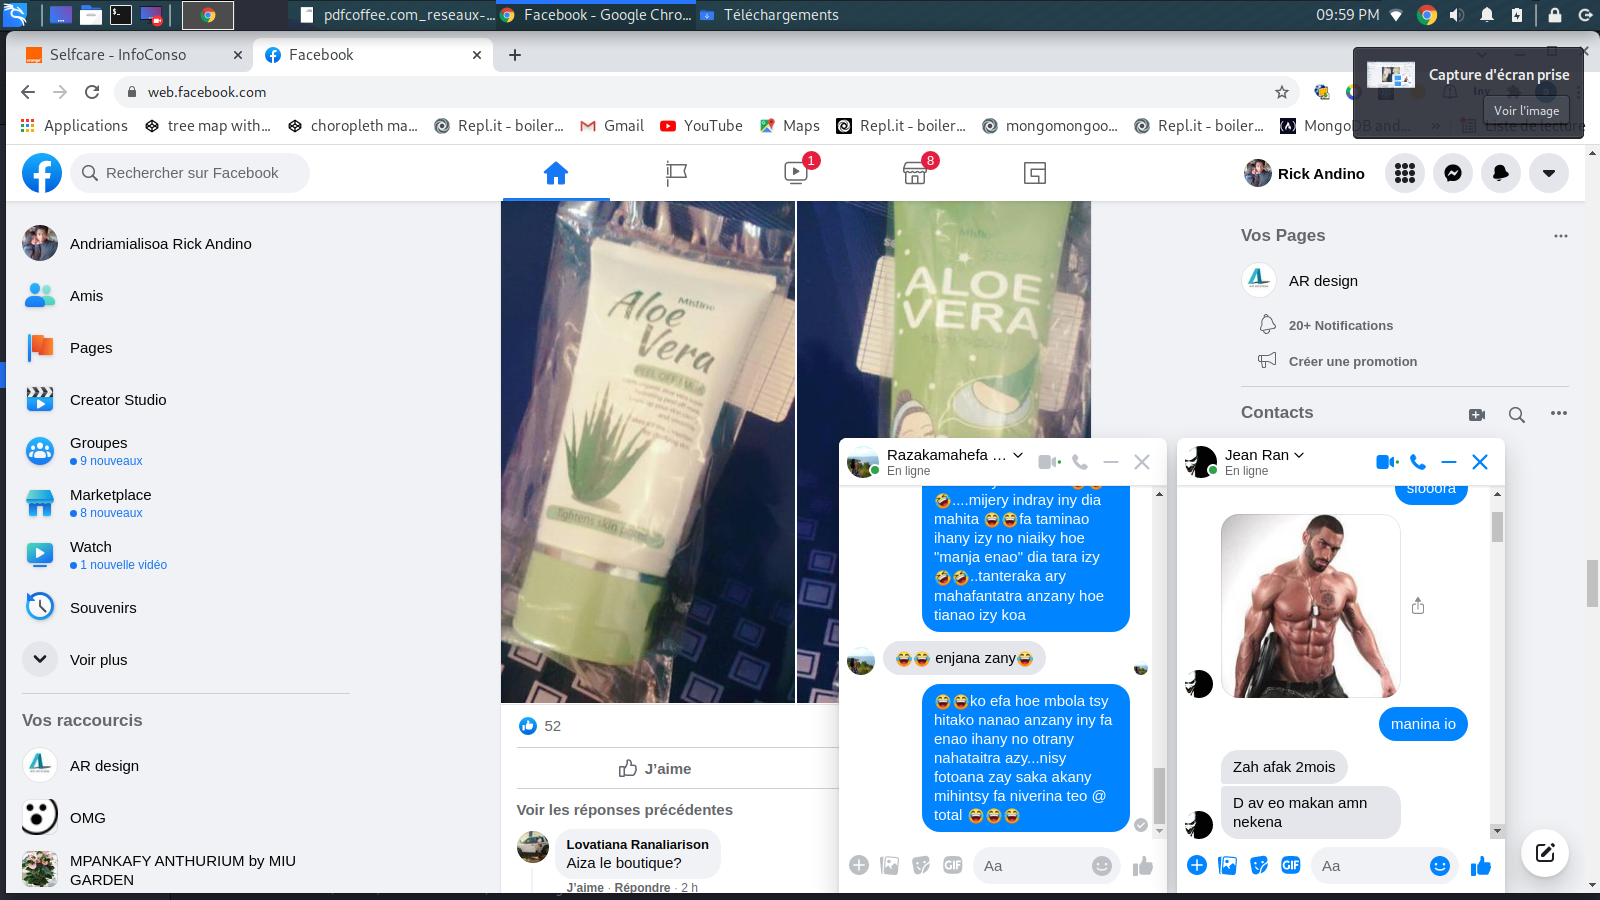 pdfcoffee.com_reseaux-...
Facebook - Google Chro...
Téléchargements
09:59 PM
Selfcare - InfoConso
Facebook
Capture d'écran prise
Voir l'image
web.facebook.com
Applications
tree map with...
choropleth ma...
Repl.it - boiler...
Gmail
YouTube
Maps
Repl.it - boiler...
mongomongoo...
Repl.it - boiler...
MongoDB and...
Liste de lecture
Rechercher sur Facebook
1
8
Rick Andino
Andriamialisoa Rick Andino
Amis
Pages
Creator Studio
Groupes
9 nouveaux
Marketplace
8 nouveaux
Watch
1 nouvelle vidéo
Souvenirs
Voir plus
Vos raccourcis
AR design
OMG
MPANKAFY ANTHURIUM by MIU
GARDEN
Mistine
Aloe
Vera
PEEL OFF MASK
Tightens skin
ALOE
VERA
52
J'aime
Voir les réponses précédentes
Lovatiana Ranaliarison
Aiza le boutique?
J'aime · Répondre · 2 h
Vos Pages
AR design
20+ Notifications
Créer une promotion
Contacts
Razakamahefa ...
En ligne
🤣....mijery indray iny dia
mahita 😂😂fa taminao
ihany izy no niaiky hoe
"manja enao" dia tara izy
🤣🤣..tanteraka ary
mahafantatra anzany hoe
tianao izy koa
😂😂 enjana zany😂
😂😂ko efa hoe mbola tsy
hitako nanao anzany iny fa
enao ihany no otrany
nahataitra azy...nisy
fotoana zay saka akany
mihintsy fa niverina teo @
total 😂😂😂
Aa
GIF
Jean Ran
En ligne
slooora
manina io
Zah afak 2mois
D av eo makan amn
nekena
GIF
Aa